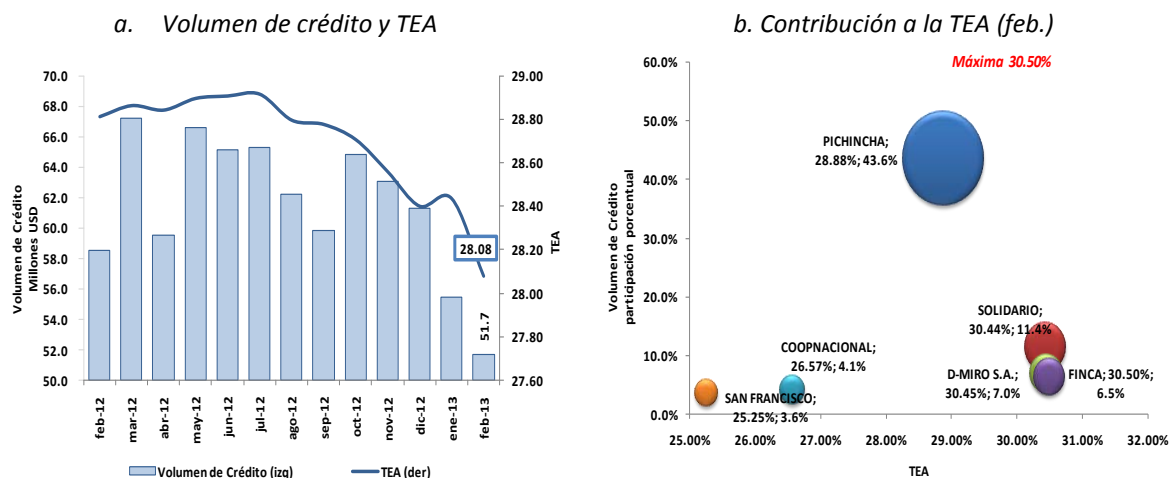 a. Volumen de crédito y TEA
70.0
68.0
66.0
64.0
62.0
60.0
58.0
56.0
54.0
52.0
50.0
Volumen de Crédito
Millones USD
29.00
28.80
28.60
28.40
28.20
28.00
27.80
27.60
TEA
28.08
51.7
feb-12
mar-12
abr-12
may-12
jun-12
jul-12
ago-12
sep-12
oct-12
nov-12
dic-12
ene-13
feb-13
Volumen de Crédito (izq)
TEA (der)
b. Contribución a la TEA (feb.)
Máxima 30.50%
60.0%
50.0%
40.0%
30.0%
20.0%
10.0%
0.0%
Volumen de Crédito
participación porcentual
PICHINCHA;
28.88%; 43.6%
SOLIDARIO;
30.44%; 11.4%
COOPNACIONAL;
26.57%; 4.1%
D-MIRO S.A.;
30.45%; 7.0%
FINCA; 30.50%;
6.5%
SAN FRANCISCO;
25.25%; 3.6%
25.00%
26.00%
27.00%
28.00%
29.00%
30.00%
31.00%
32.00%
TEA